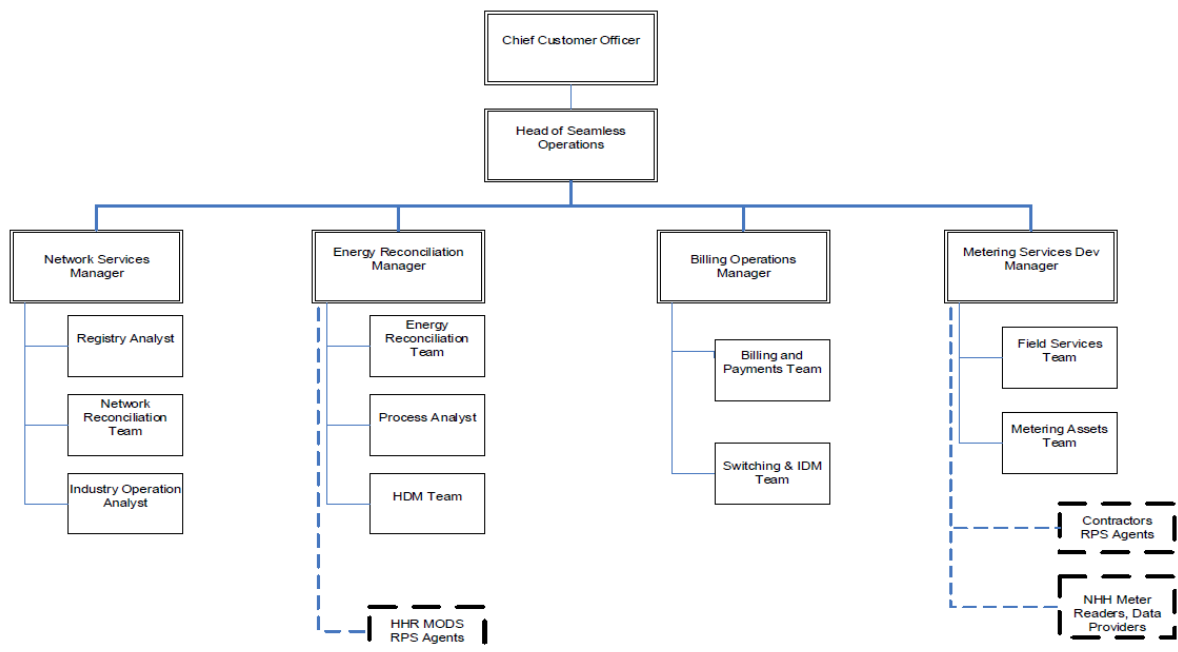 Chief Customer Officer
Head of Seamless
Operations
Network Services
Manager
Energy Reconciliation
Manager
Billing Operations
Manager
Metering Services Dev
Manager
Registry Analyst
Network
Reconciliation
Team
Industry Operation
Analyst
Energy
Reconciliation
Team
Process Analyst
HDM Team
HHR MODS
RPS Agents
Billing and
Payments Team
Switching & IDM
Team
Field Services
Team
Metering Assets
Team
Contractors
RPS Agents
NHH Meter
Readers, Data
Providers